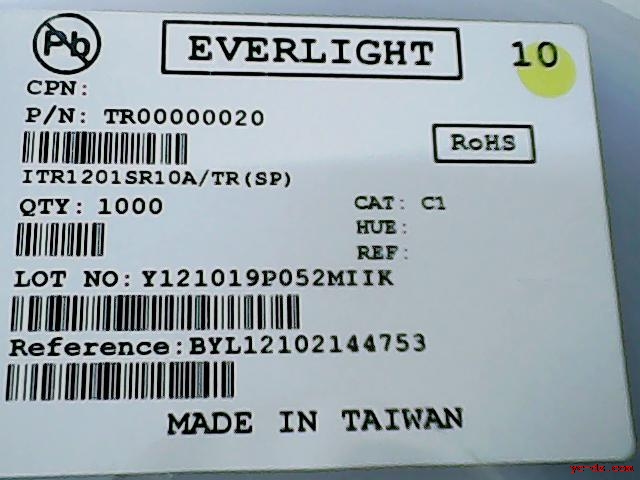 Pb
EVERLIGHT
10
CPN:
P/N: TR00000020
RoHS
ITR1201SR10A/TR(SP)
QTY: 1000
CAT: C1
HUE:
REF:
LOT NO: Y121019P052MIIK
Reference:BYL12102144753
MADE IN TAIWAN